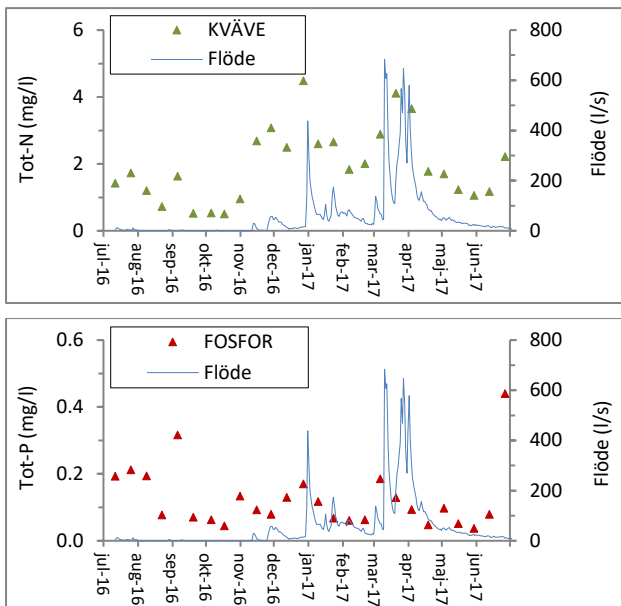 KVÄVE
Flöde
Tot-N (mg/l)
6
4
2
0
800
600
400
200
0
Flöde (l/s)
jul-16
aug-16
sep-16
okt-16
nov-16
dec-16
jan-17
feb-17
mar-17
apr-17
maj-17
jun-17
FOSFOR
Flöde
Tot-P (mg/l)
0.6
0.4
0.2
0.0
800
600
400
200
0
Flöde (l/s)
jul-16
aug-16
sep-16
okt-16
nov-16
dec-16
jan-17
feb-17
mar-17
apr-17
maj-17
jun-17